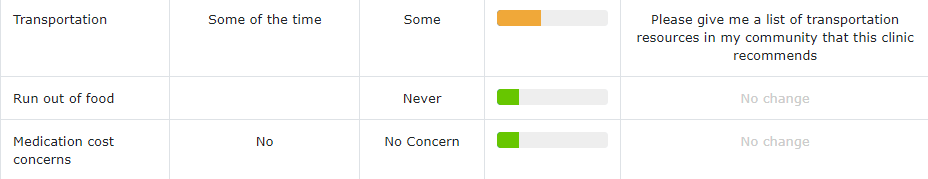 Transportation
Some of the time
Some
Please give me a list of transportation
resources in my community that this clinic
recommends
Run out of food
Never
No change
Medication cost
concerns
No
No Concern
No change